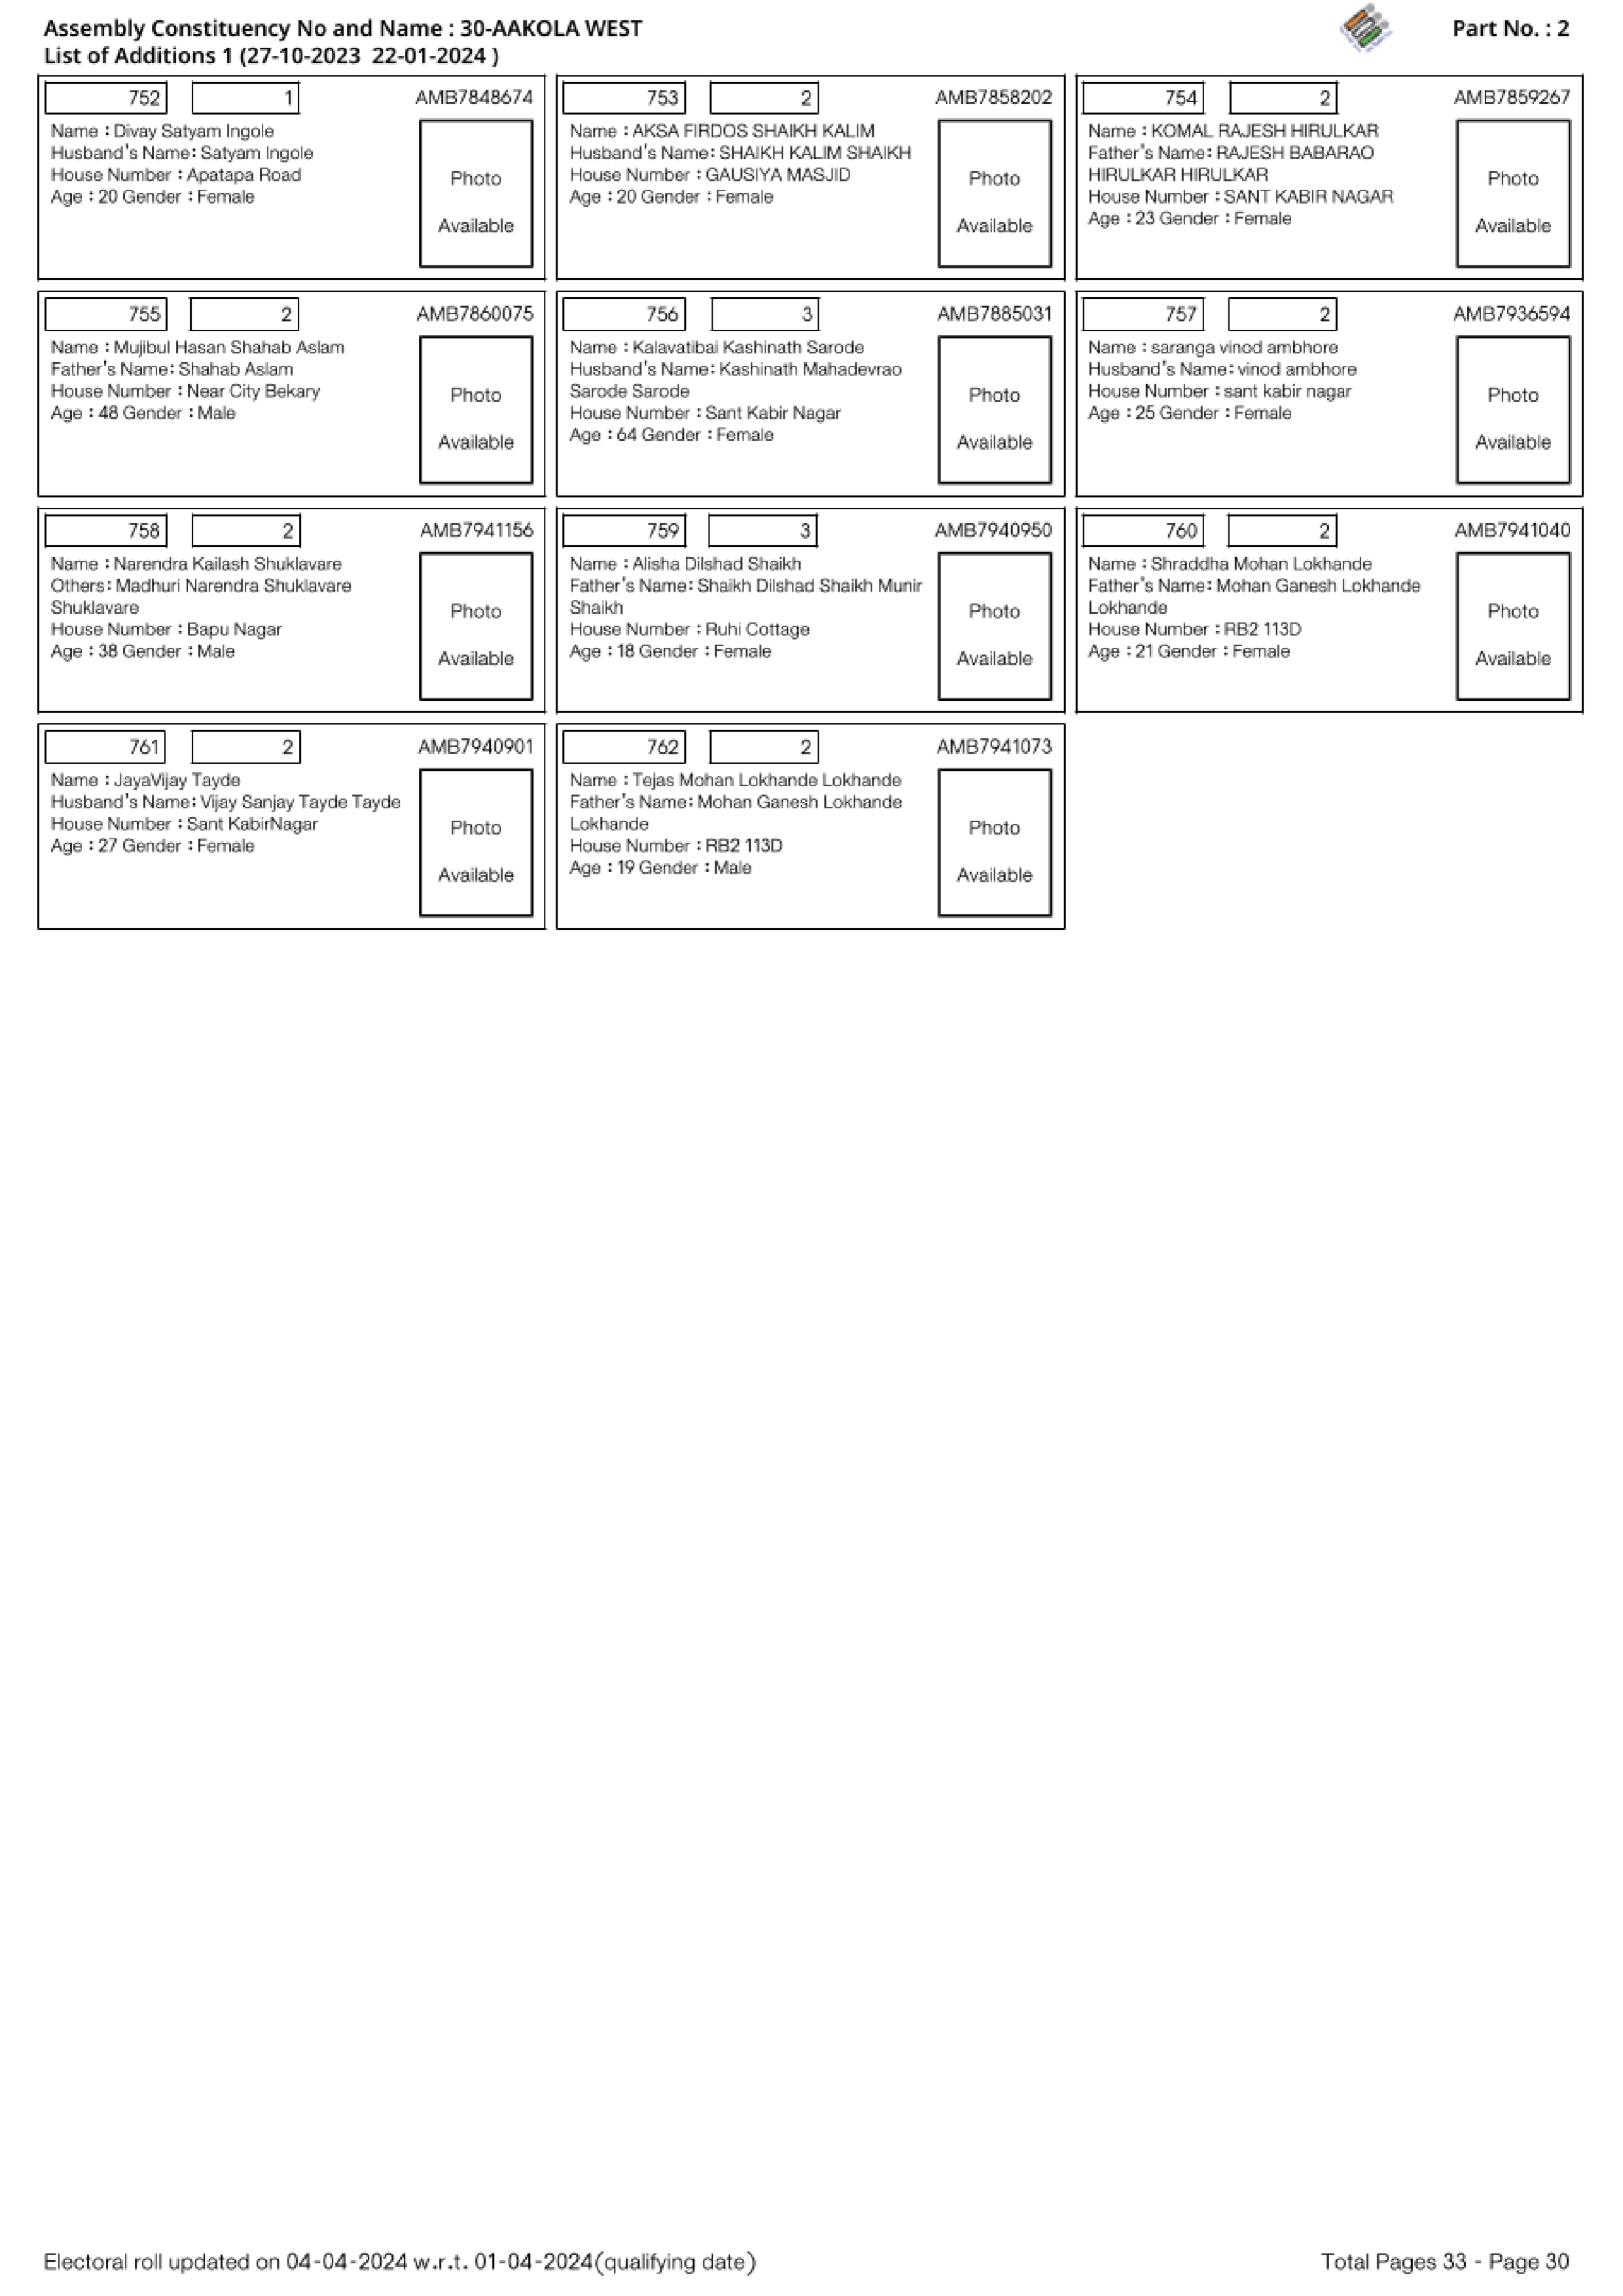 Assembly Constituency No and Name : 30-AAKOLA WEST
Part No. : 2
List of Additions 1 (27-10-2023 22-01-2024 )
752 1 AMB7848674
Name : Divay Satyam Ingole
Husband's Name: Satyam Ingole
House Number : Apatapa Road
Age : 20 Gender : Female
Photo
Available
753 2 AMB7858202
Name : AKSA FIRDOS SHAIKH KALIM
Husband's Name: SHAIKH KALIM SHAIKH
House Number : GAUSIYA MASJID
Age : 20 Gender : Female
Photo
Available
754 2 AMB7859267
Name : KOMAL RAJESH HIRULKAR
Father's Name: RAJESH BABARAO
HIRULKAR HIRULKAR
House Number : SANT KABIR NAGAR
Age : 23 Gender : Female
Photo
Available
755 2 AMB7860075
Name : Mujibul Hasan Shahab Aslam
Father's Name: Shahab Aslam
House Number : Near City Bekary
Age : 48 Gender : Male
Photo
Available
756 3 AMB7885031
Name : Kalavatibai Kashinath Sarode
Husband's Name: Kashinath Mahadevrao
Sarode Sarode
House Number : Sant Kabir Nagar
Age : 64 Gender : Female
Photo
Available
757 2 AMB7936594
Name : saranga vinod ambhore
Husband's Name: vinod ambhore
House Number : sant kabir nagar
Age : 25 Gender : Female
Photo
Available
758 2 AMB7941156
Name : Narendra Kailash Shuklavare
Others: Madhuri Narendra Shuklavare
Shuklavare
House Number : Bapu Nagar
Age : 38 Gender : Male
Photo
Available
759 3 AMB7940950
Name : Alisha Dilshad Shaikh
Father's Name: Shaikh Dilshad Shaikh Munir
Shaikh
House Number : Ruhi Cottage
Age : 18 Gender : Female
Photo
Available
760 2 AMB7941040
Name : Shraddha Mohan Lokhande
Father's Name: Mohan Ganesh Lokhande
Lokhande
House Number : RB2 113D
Age : 21 Gender : Female
Photo
Available
761 2 AMB7940901
Name : JayaVijay Tayde
Husband's Name: Vijay Sanjay Tayde Tayde
House Number : Sant KabirNagar
Age : 27 Gender : Female
Photo
Available
762 2 AMB7941073
Name : Tejas Mohan Lokhande Lokhande
Father's Name: Mohan Ganesh Lokhande
Lokhande
House Number : RB2 113D
Age : 19 Gender : Male
Photo
Available
Electoral roll updated on 04-04-2024 w.r.t. 01-04-2024(qualifying date)
Total Pages 33 - Page 30